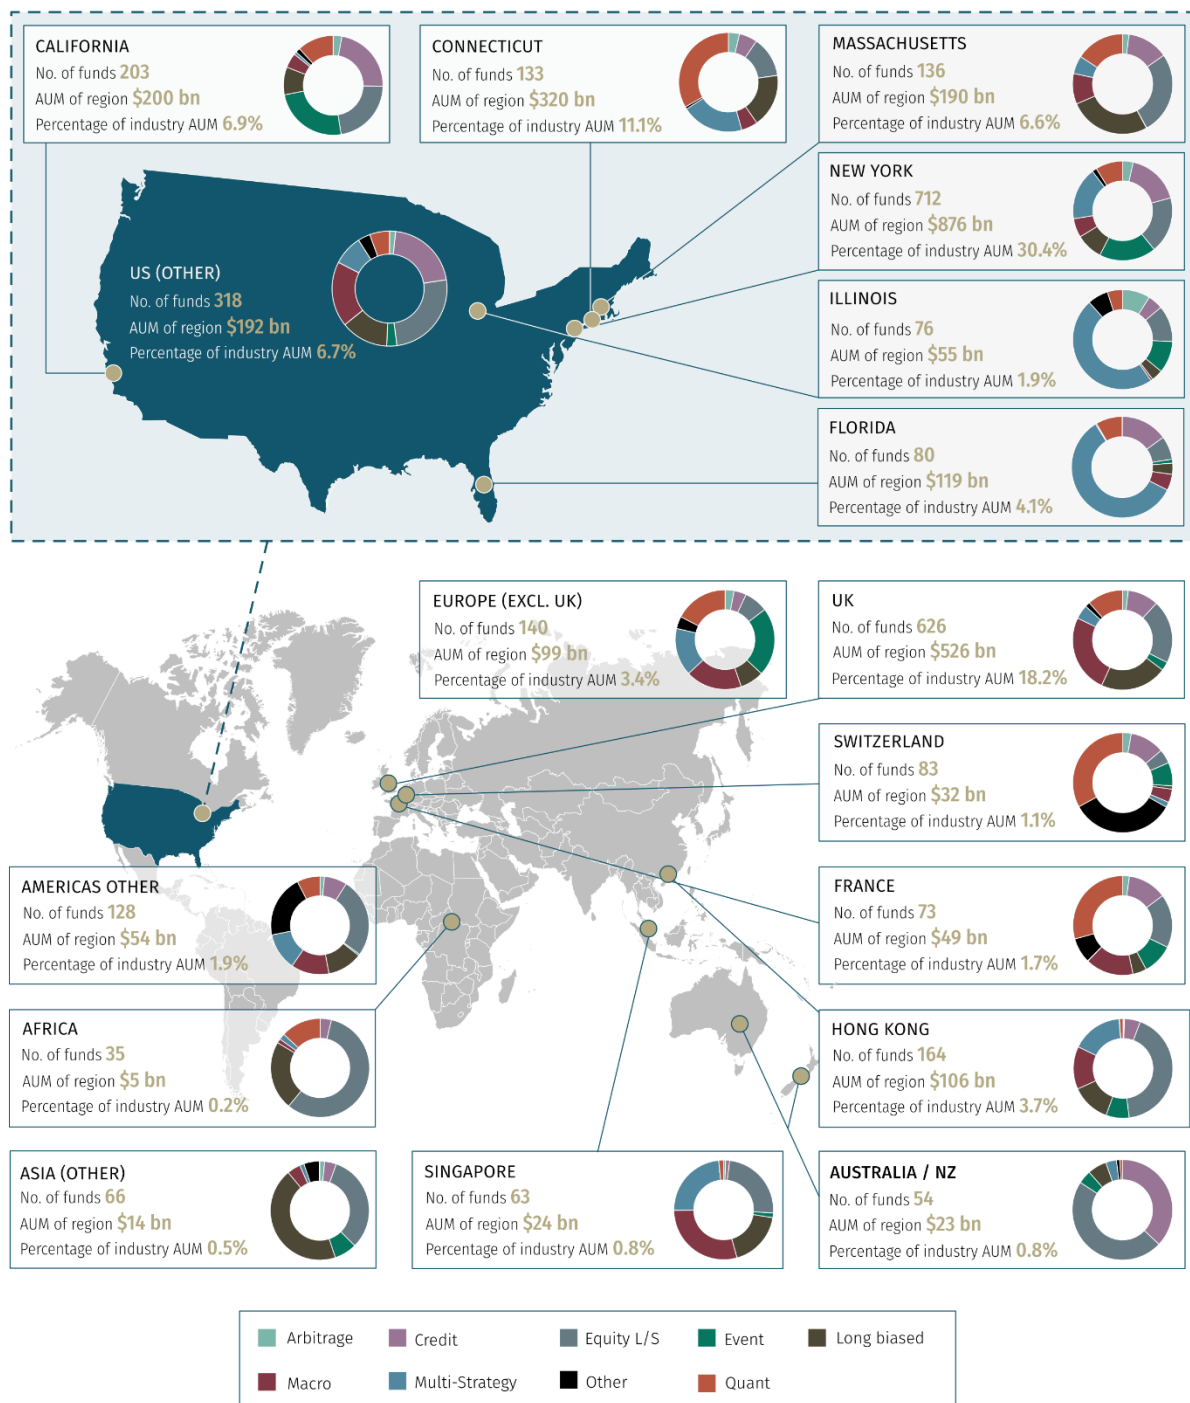 CALIFORNIA
No. of funds 203
AUM of region $200 bn
Percentage of industry AUM 6.9%
CONNECTICUT
No. of funds 133
AUM of region $320 bn
Percentage of industry AUM 11.1%
MASSACHUSETTS
No. of funds 136
AUM of region $190 bn
Percentage of industry AUM 6.6%
NEW YORK
No. of funds 712
AUM of region $876 bn
Percentage of industry AUM 30.4%
US (OTHER)
No. of funds 318
AUM of region $192 bn
Percentage of industry AUM 6.7%
ILLINOIS
No. of funds 76
AUM of region $55 bn
Percentage of industry AUM 1.9%
FLORIDA
No. of funds 80
AUM of region $119 bn
Percentage of industry AUM 4.1%
EUROPE (EXCL. UK)
No. of funds 140
AUM of region $99 bn
Percentage of industry AUM 3.4%
UK
No. of funds 626
AUM of region $526 bn
Percentage of industry AUM 18.2%
SWITZERLAND
No. of funds 83
AUM of region $32 bn
Percentage of industry AUM 1.1%
AMERICAS OTHER
No. of funds 128
AUM of region $54 bn
Percentage of industry AUM 1.9%
FRANCE
No. of funds 73
AUM of region $49 bn
Percentage of industry AUM 1.7%
AFRICA
No. of funds 35
AUM of region $5 bn
Percentage of industry AUM 0.2%
HONG KONG
No. of funds 164
AUM of region $106 bn
Percentage of industry AUM 3.7%
ASIA (OTHER)
No. of funds 66
AUM of region $14 bn
Percentage of industry AUM 0.5%
SINGAPORE
No. of funds 63
AUM of region $24 bn
Percentage of industry AUM 0.8%
AUSTRALIA / NZ
No. of funds 54
AUM of region $23 bn
Percentage of industry AUM 0.8%
Arbitrage Credit Equity L/S Event Long biased
Macro Multi-Strategy Other Quant